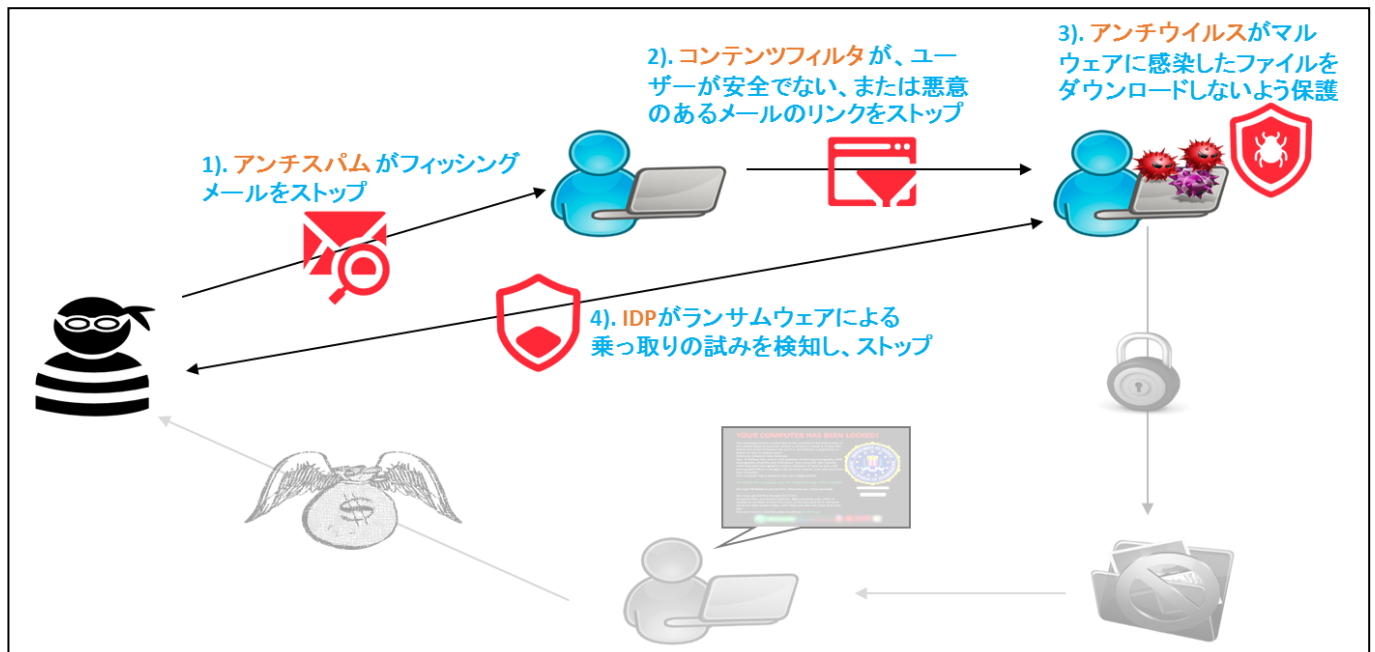 1). アンチスパム がフィッシング
メールをストップ
2). コンテンツフィルタ が、ユー
ザーが安全でない、または悪意
のあるメールのリンクをストップ
3). アンチウイルスがマル
ウェアに感染したファイルを
ダウンロードしないよう保護
4). IDPがランサムウェアによる
乗っ取りの試みを検知し、ストップ
YOUR COMPUTER HAS BEEN LOCKED!
$